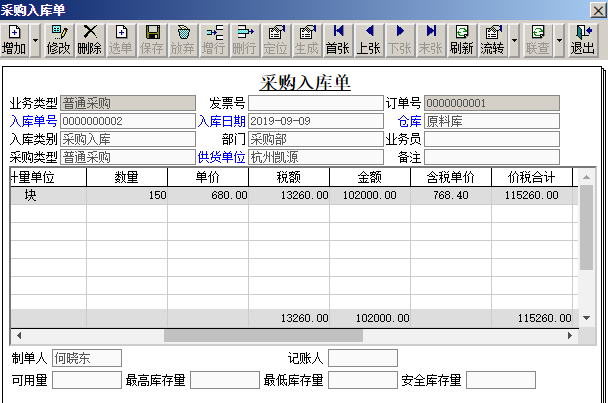 采购入库单
增加 修改 删除 选单 保存 放弃 增行 删行 定位 生成 首张 上张 下张 末张 刷新 流转 联查 退出
采购入库单
业务类型 普通采购 发票号 订单号 0000000001
入库单号 0000000002 入库日期 2019-09-09 仓库 原料库
入库类别 采购入库 部门 采购部 业务员
采购类型 普通采购 供货单位 杭州凯源 备注
计量单位 数量 单价 税额 金额 含税单价 价税合计
块 150 680.00 13260.00 102000.00 768.40 115260.00
13260.00 102000.00 115260.00
制单人 何晓东 记账人
可用量 最高库存量 最低库存量 安全库存量